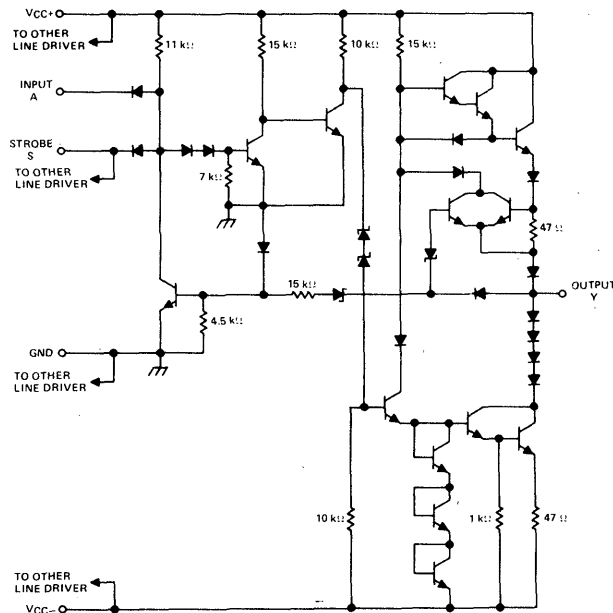 VCC+
TO OTHER
LINE DRIVER
11 kΩ
15 kΩ
10 kΩ
15 kΩ
INPUT
A
STROBE
S
TO OTHER
LINE DRIVER
7 kΩ
47 Ω
15 kΩ
OUTPUT
Y
4.5 kΩ
GND
TO OTHER
LINE DRIVER
10 kΩ
1 kΩ
47 Ω
TO OTHER
LINE DRIVER
VCC−